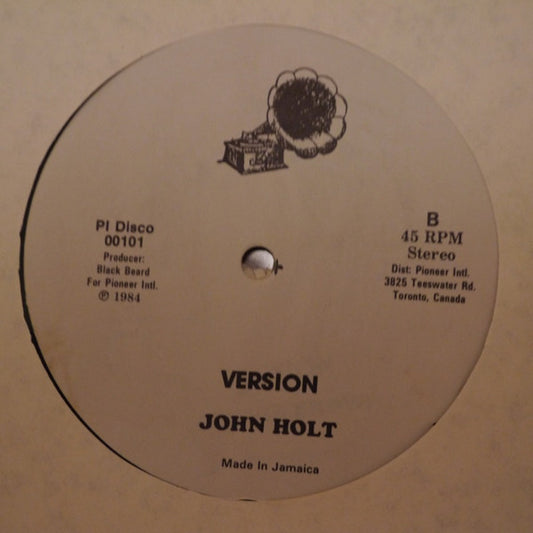 PI Disco
00101
Producer:
Black Beard
For Pioneer Intl.
℗ 1984
B
45 RPM
Stereo
Dist: Pioneer Intl.
3825 Teeswater Rd.
Toronto, Canada
VERSION
JOHN HOLT
Made In Jamaica